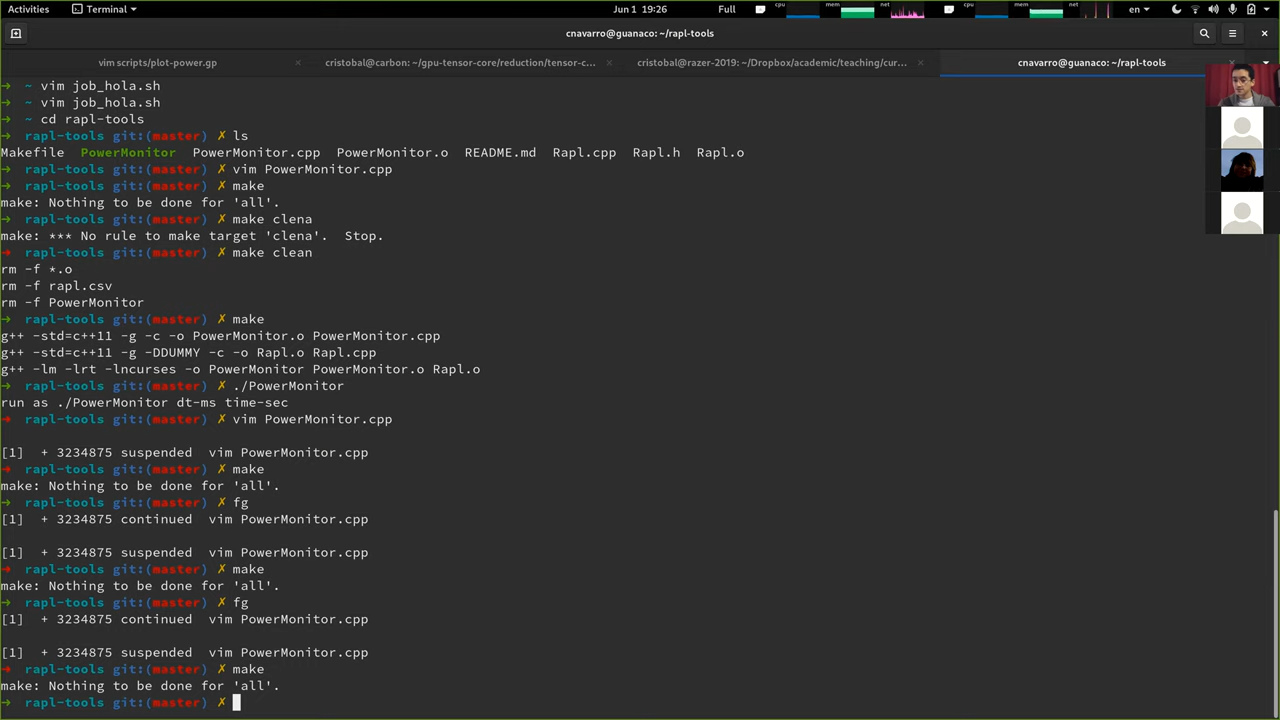 Activities Terminal Jun 1 19:26 Full cpu mem net cpu mem net en
cnavarro@guanaco: ~/rapl-tools
vim scripts/plot-power.gp × cristobal@carbon: ~/gpu-tensor-core/reduction/tensor-c... × cristobal@razer-2019: ~/Dropbox/academic/teaching/cur... × cnavarro@guanaco: ~/rapl-tools
→ ~ vim job_hola.sh
→ ~ vim job_hola.sh
→ ~ cd rapl-tools
→ rapl-tools git:(master) ✗ ls
Makefile PowerMonitor PowerMonitor.cpp PowerMonitor.o README.md Rapl.cpp Rapl.h Rapl.o
→ rapl-tools git:(master) ✗ vim PowerMonitor.cpp
→ rapl-tools git:(master) ✗ make
make: Nothing to be done for 'all'.
→ rapl-tools git:(master) ✗ make clena
make: *** No rule to make target 'clena'. Stop.
→ rapl-tools git:(master) ✗ make clean
rm -f *.o
rm -f rapl.csv
rm -f PowerMonitor
→ rapl-tools git:(master) ✗ make
g++ -std=c++11 -g -c -o PowerMonitor.o PowerMonitor.cpp
g++ -std=c++11 -g -DDUMMY -c -o Rapl.o Rapl.cpp
g++ -lm -lrt -lncurses -o PowerMonitor PowerMonitor.o Rapl.o
→ rapl-tools git:(master) ✗ ./PowerMonitor
run as ./PowerMonitor dt-ms time-sec
→ rapl-tools git:(master) ✗ vim PowerMonitor.cpp
[1] + 3234875 suspended vim PowerMonitor.cpp
→ rapl-tools git:(master) ✗ make
make: Nothing to be done for 'all'.
→ rapl-tools git:(master) ✗ fg
[1] + 3234875 continued vim PowerMonitor.cpp
[1] + 3234875 suspended vim PowerMonitor.cpp
→ rapl-tools git:(master) ✗ make
make: Nothing to be done for 'all'.
→ rapl-tools git:(master) ✗ fg
[1] + 3234875 continued vim PowerMonitor.cpp
[1] + 3234875 suspended vim PowerMonitor.cpp
→ rapl-tools git:(master) ✗ make
make: Nothing to be done for 'all'.
→ rapl-tools git:(master) ✗